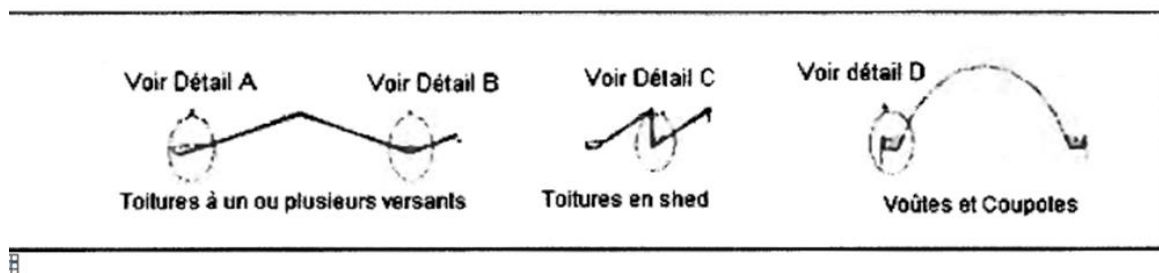 Voir Détail A
Voir Détail B
Voir Détail C
Voir détail D
Toitures à un ou plusieurs versants
Toitures en shed
Voûtes et Coupoles